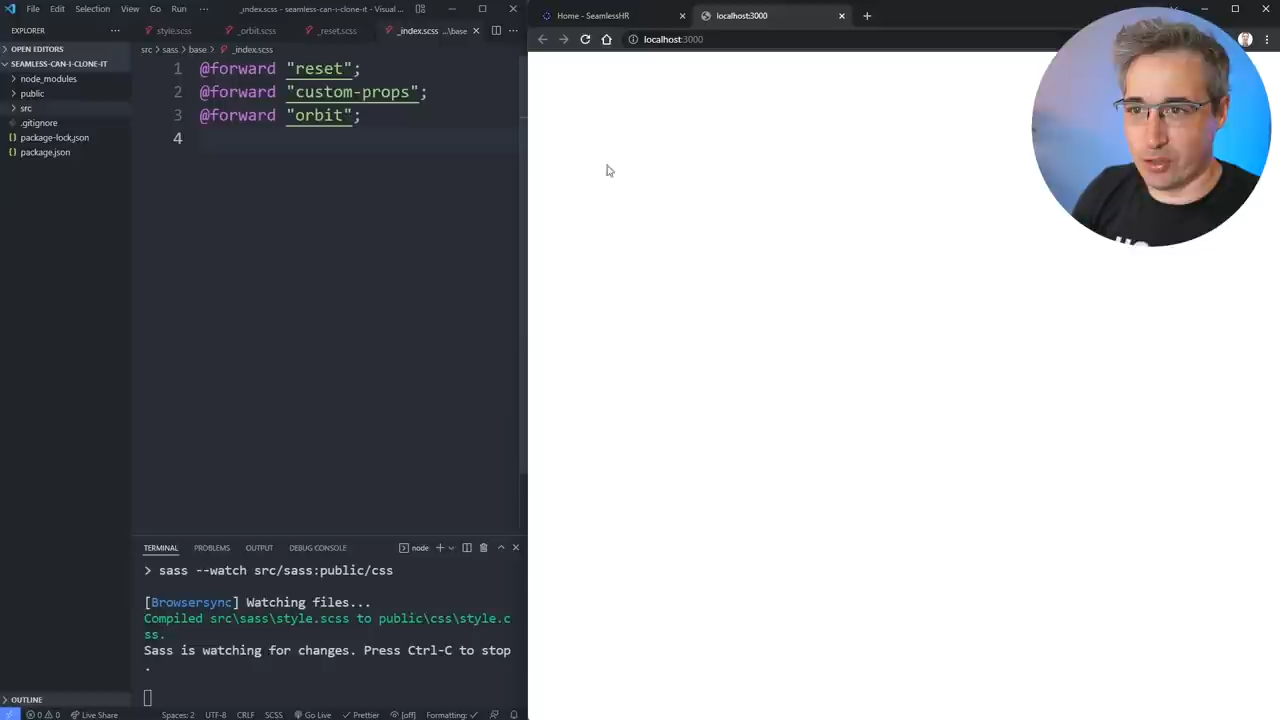 File Edit Selection View Go Run ··· _index.scss - seamless-can-i-clone-it - Visual ...
EXPLORER ···
OPEN EDITORS
SEAMLESS-CAN-I-CLONE-IT
node_modules
public
src
.gitignore
package-lock.json
package.json
OUTLINE
style.scss _orbit.scss _reset.scss _index.scss ...\base
src > sass > base > _index.scss
1 @forward "reset";
2 @forward "custom-props";
3 @forward "orbit";
4
TERMINAL PROBLEMS OUTPUT DEBUG CONSOLE node
> sass --watch src/sass:public/css
[Browsersync] Watching files...
Compiled src\sass\style.scss to public\css\style.c
ss.
Sass is watching for changes. Press Ctrl-C to stop
.
0 0 Live Share Spaces: 2 UTF-8 CRLF SCSS Go Live Prettier [off] Formatting: ✓
Home - SeamlessHR localhost:3000
localhost:3000